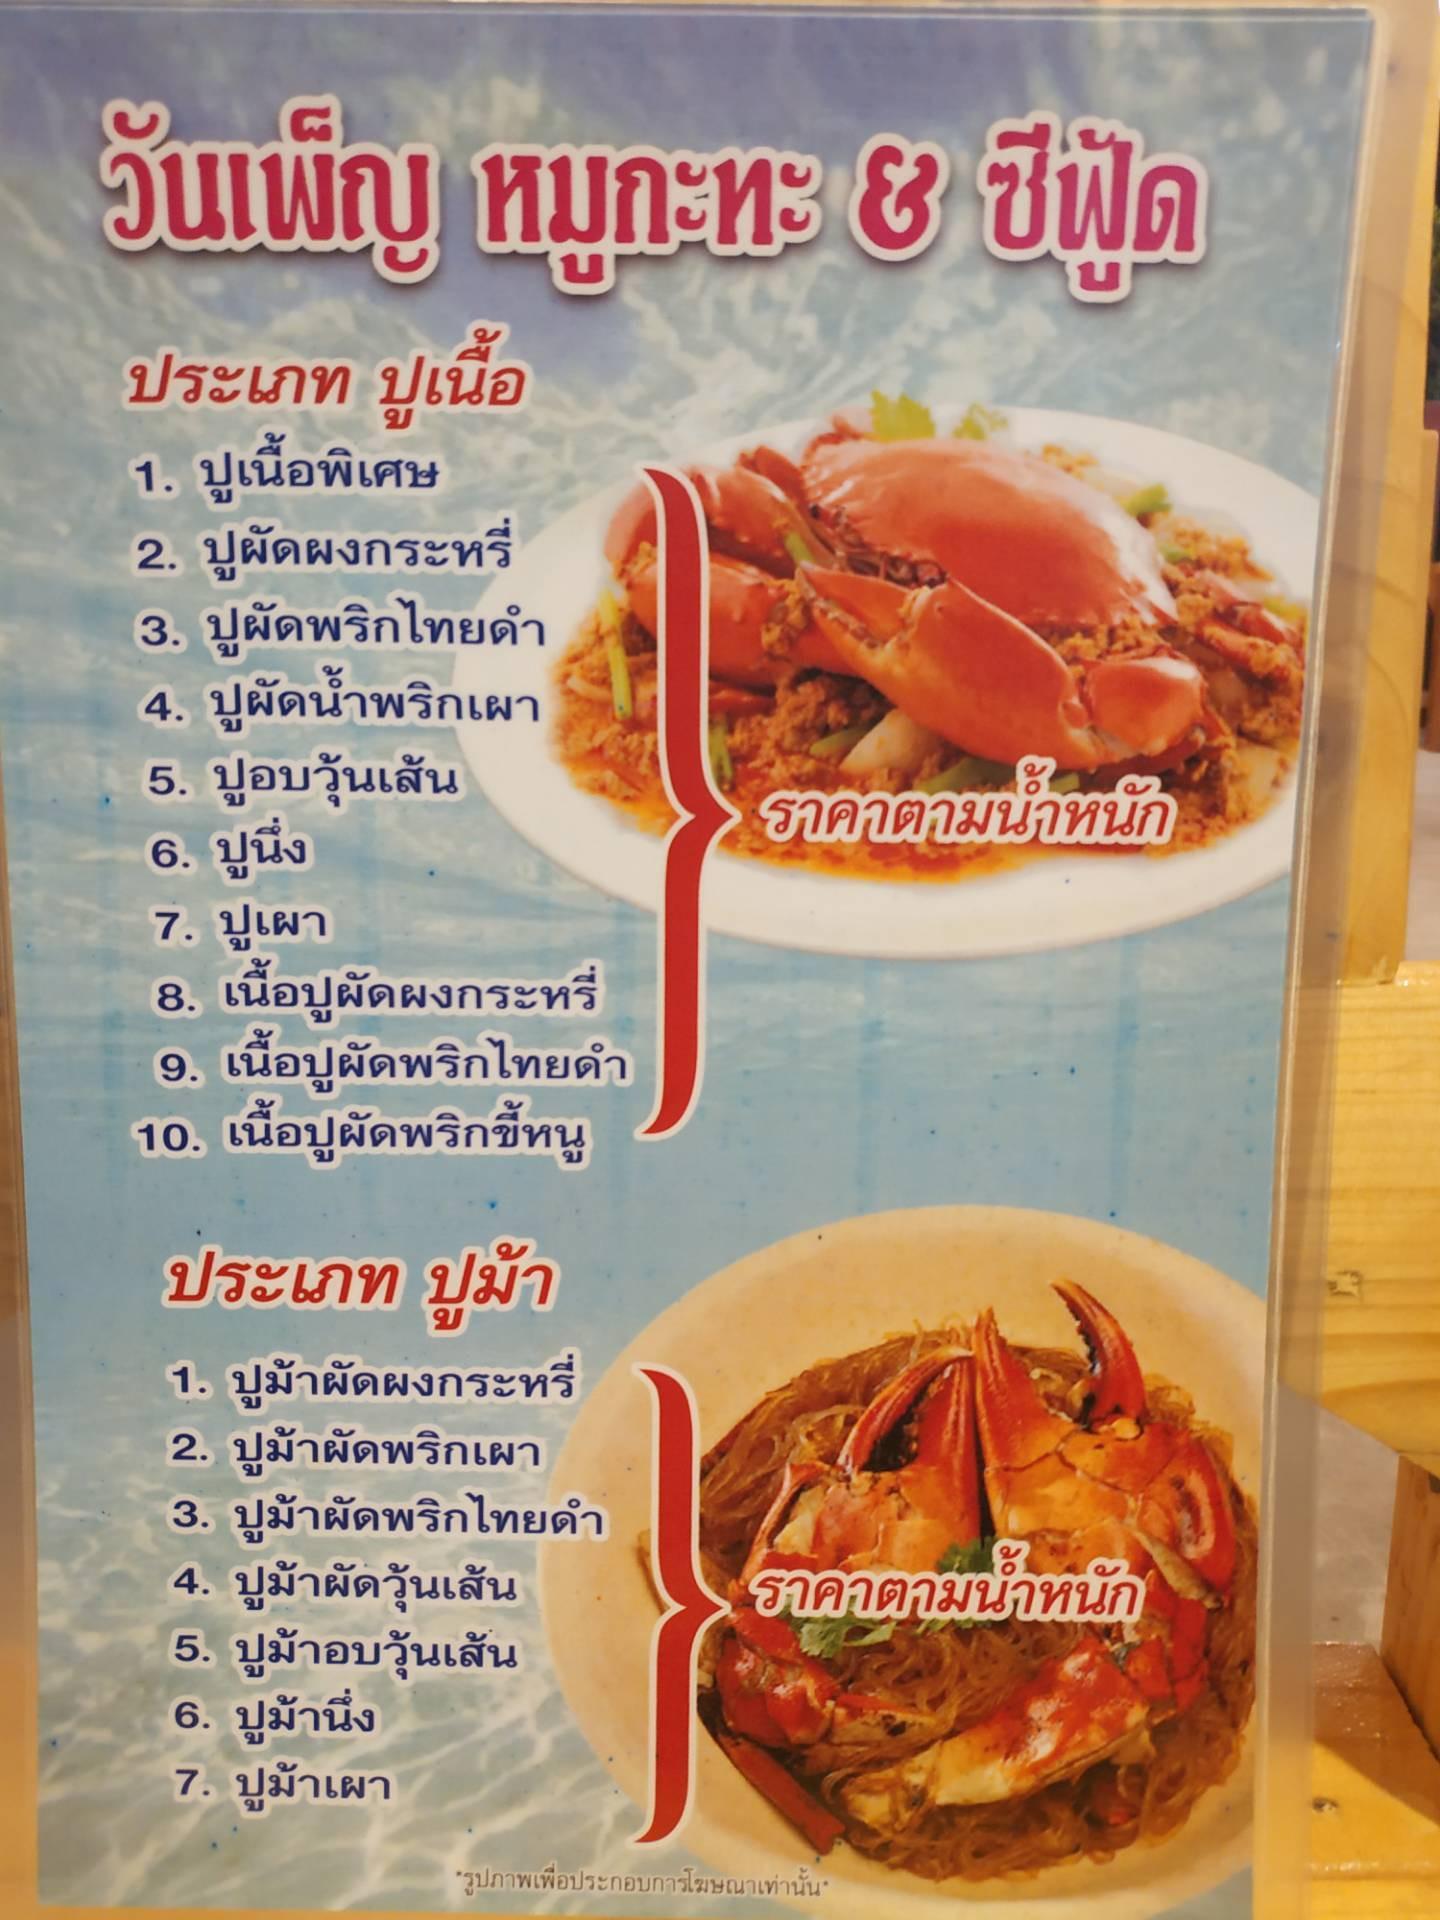 วันเพ็ญ หมูกะทะ & ซีฟู้ด
ประเภท ปูเนื้อ
1. ปูเนื้อพิเศษ
2. ปูผัดผงกระหรี่
3. ปูผัดพริกไทยดำ
4. ปูผัดน้ำพริกเผา
5. ปูอบวุ้นเส้น
6. ปูนึ่ง
7. ปูเผา
8. เนื้อปูผัดผงกระหรี่
9. เนื้อปูผัดพริกไทยดำ
10. เนื้อปูผัดพริกขี้หนู
ราคาตามน้ำหนัก
ประเภท ปูม้า
1. ปูม้าผัดผงกระหรี่
2. ปูม้าผัดพริกเผา
3. ปูม้าผัดพริกไทยดำ
4. ปูม้าผัดวุ้นเส้น
5. ปูม้าอบวุ้นเส้น
6. ปูม้านึ่ง
7. ปูม้าเผา
ราคาตามน้ำหนัก
*รูปภาพเพื่อประกอบการโฆษณาเท่านั้น*